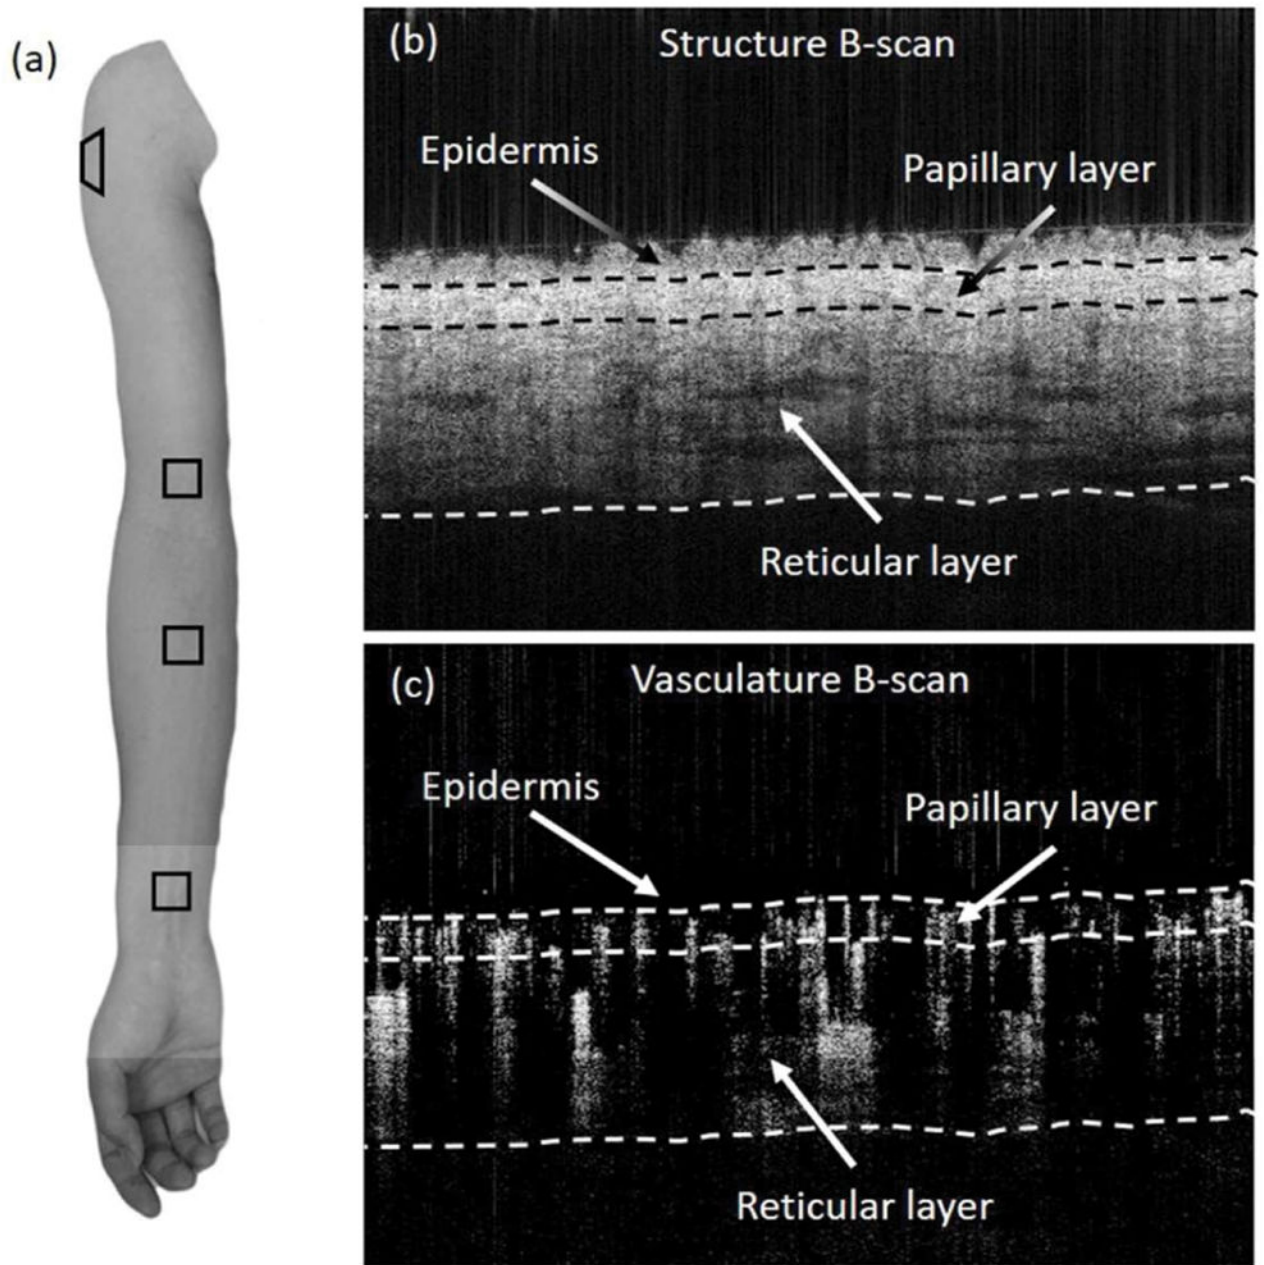 (a)
(b)
Structure B-scan
Epidermis
Papillary layer
Reticular layer
(c)
Vasculature B-scan
Epidermis
Papillary layer
Reticular layer